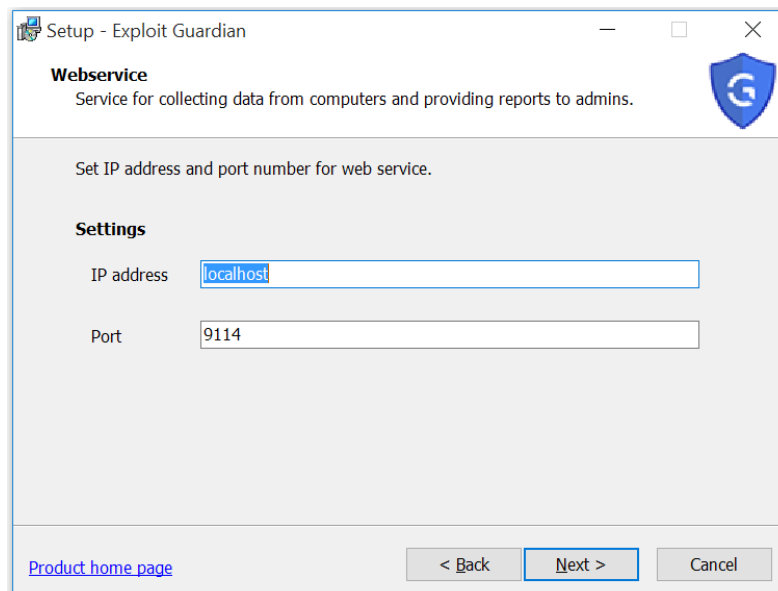 Setup - Exploit Guardian
Webservice
Service for collecting data from computers and providing reports to admins.
G
Set IP address and port number for web service.
Settings
IP address localhost
Port 9114
Product home page < Back Next > Cancel